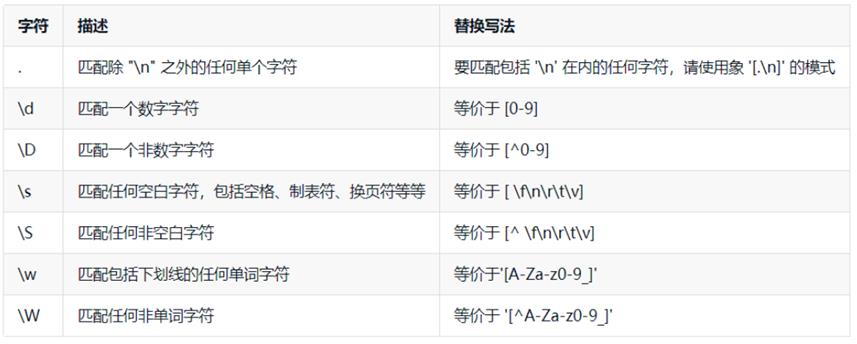 字符 描述 替换写法
. 匹配除 "\n" 之外的任何单个字符 要匹配包括 '\n' 在内的任何字符，请使用象 '[.\n]' 的模式
\d 匹配一个数字字符 等价于 [0-9]
\D 匹配一个非数字字符 等价于 [^0-9]
\s 匹配任何空白字符，包括空格、制表符、换页符等等 等价于 [ \f\n\r\t\v]
\S 匹配任何非空白字符 等价于 [^ \f\n\r\t\v]
\w 匹配包括下划线的任何单词字符 等价于'[A-Za-z0-9_]'
\W 匹配任何非单词字符 等价于 '[^A-Za-z0-9_]'